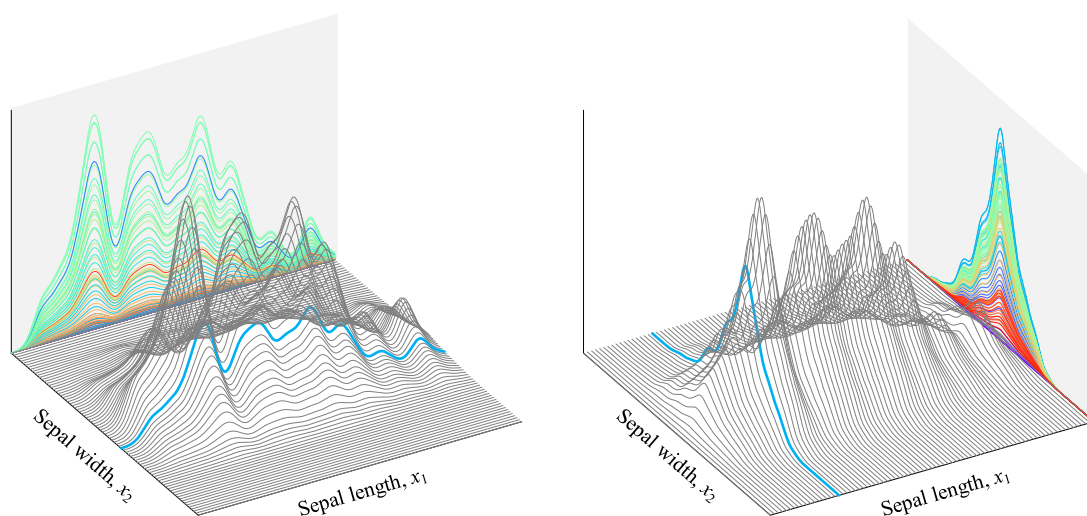 Sepal width, x₂
Sepal length, x₁
Sepal width, x₂
Sepal length, x₁